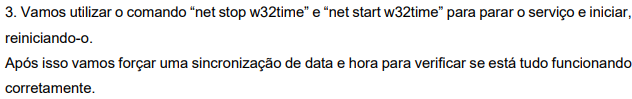 3. Vamos utilizar o comando “net stop w32time” e “net start w32time” para parar o serviço e iniciar,
reiniciando-o.
Após isso vamos forçar uma sincronização de data e hora para verificar se está tudo funcionando
corretamente.